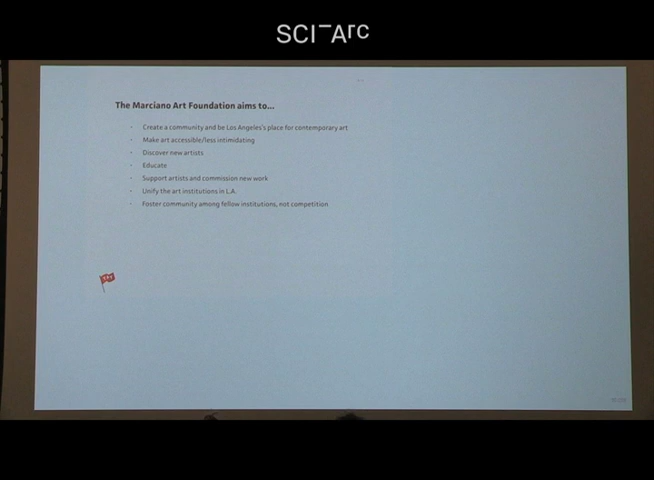 SCI-Arc
The Marciano Art Foundation aims to...
- Create a community and be Los Angeles's place for contemporary art
- Make art accessible/less intimidating
- Discover new artists
- Educate
- Support artists and commission new work
- Unify the art institutions in L.A.
- Foster community among fellow institutions, not competition